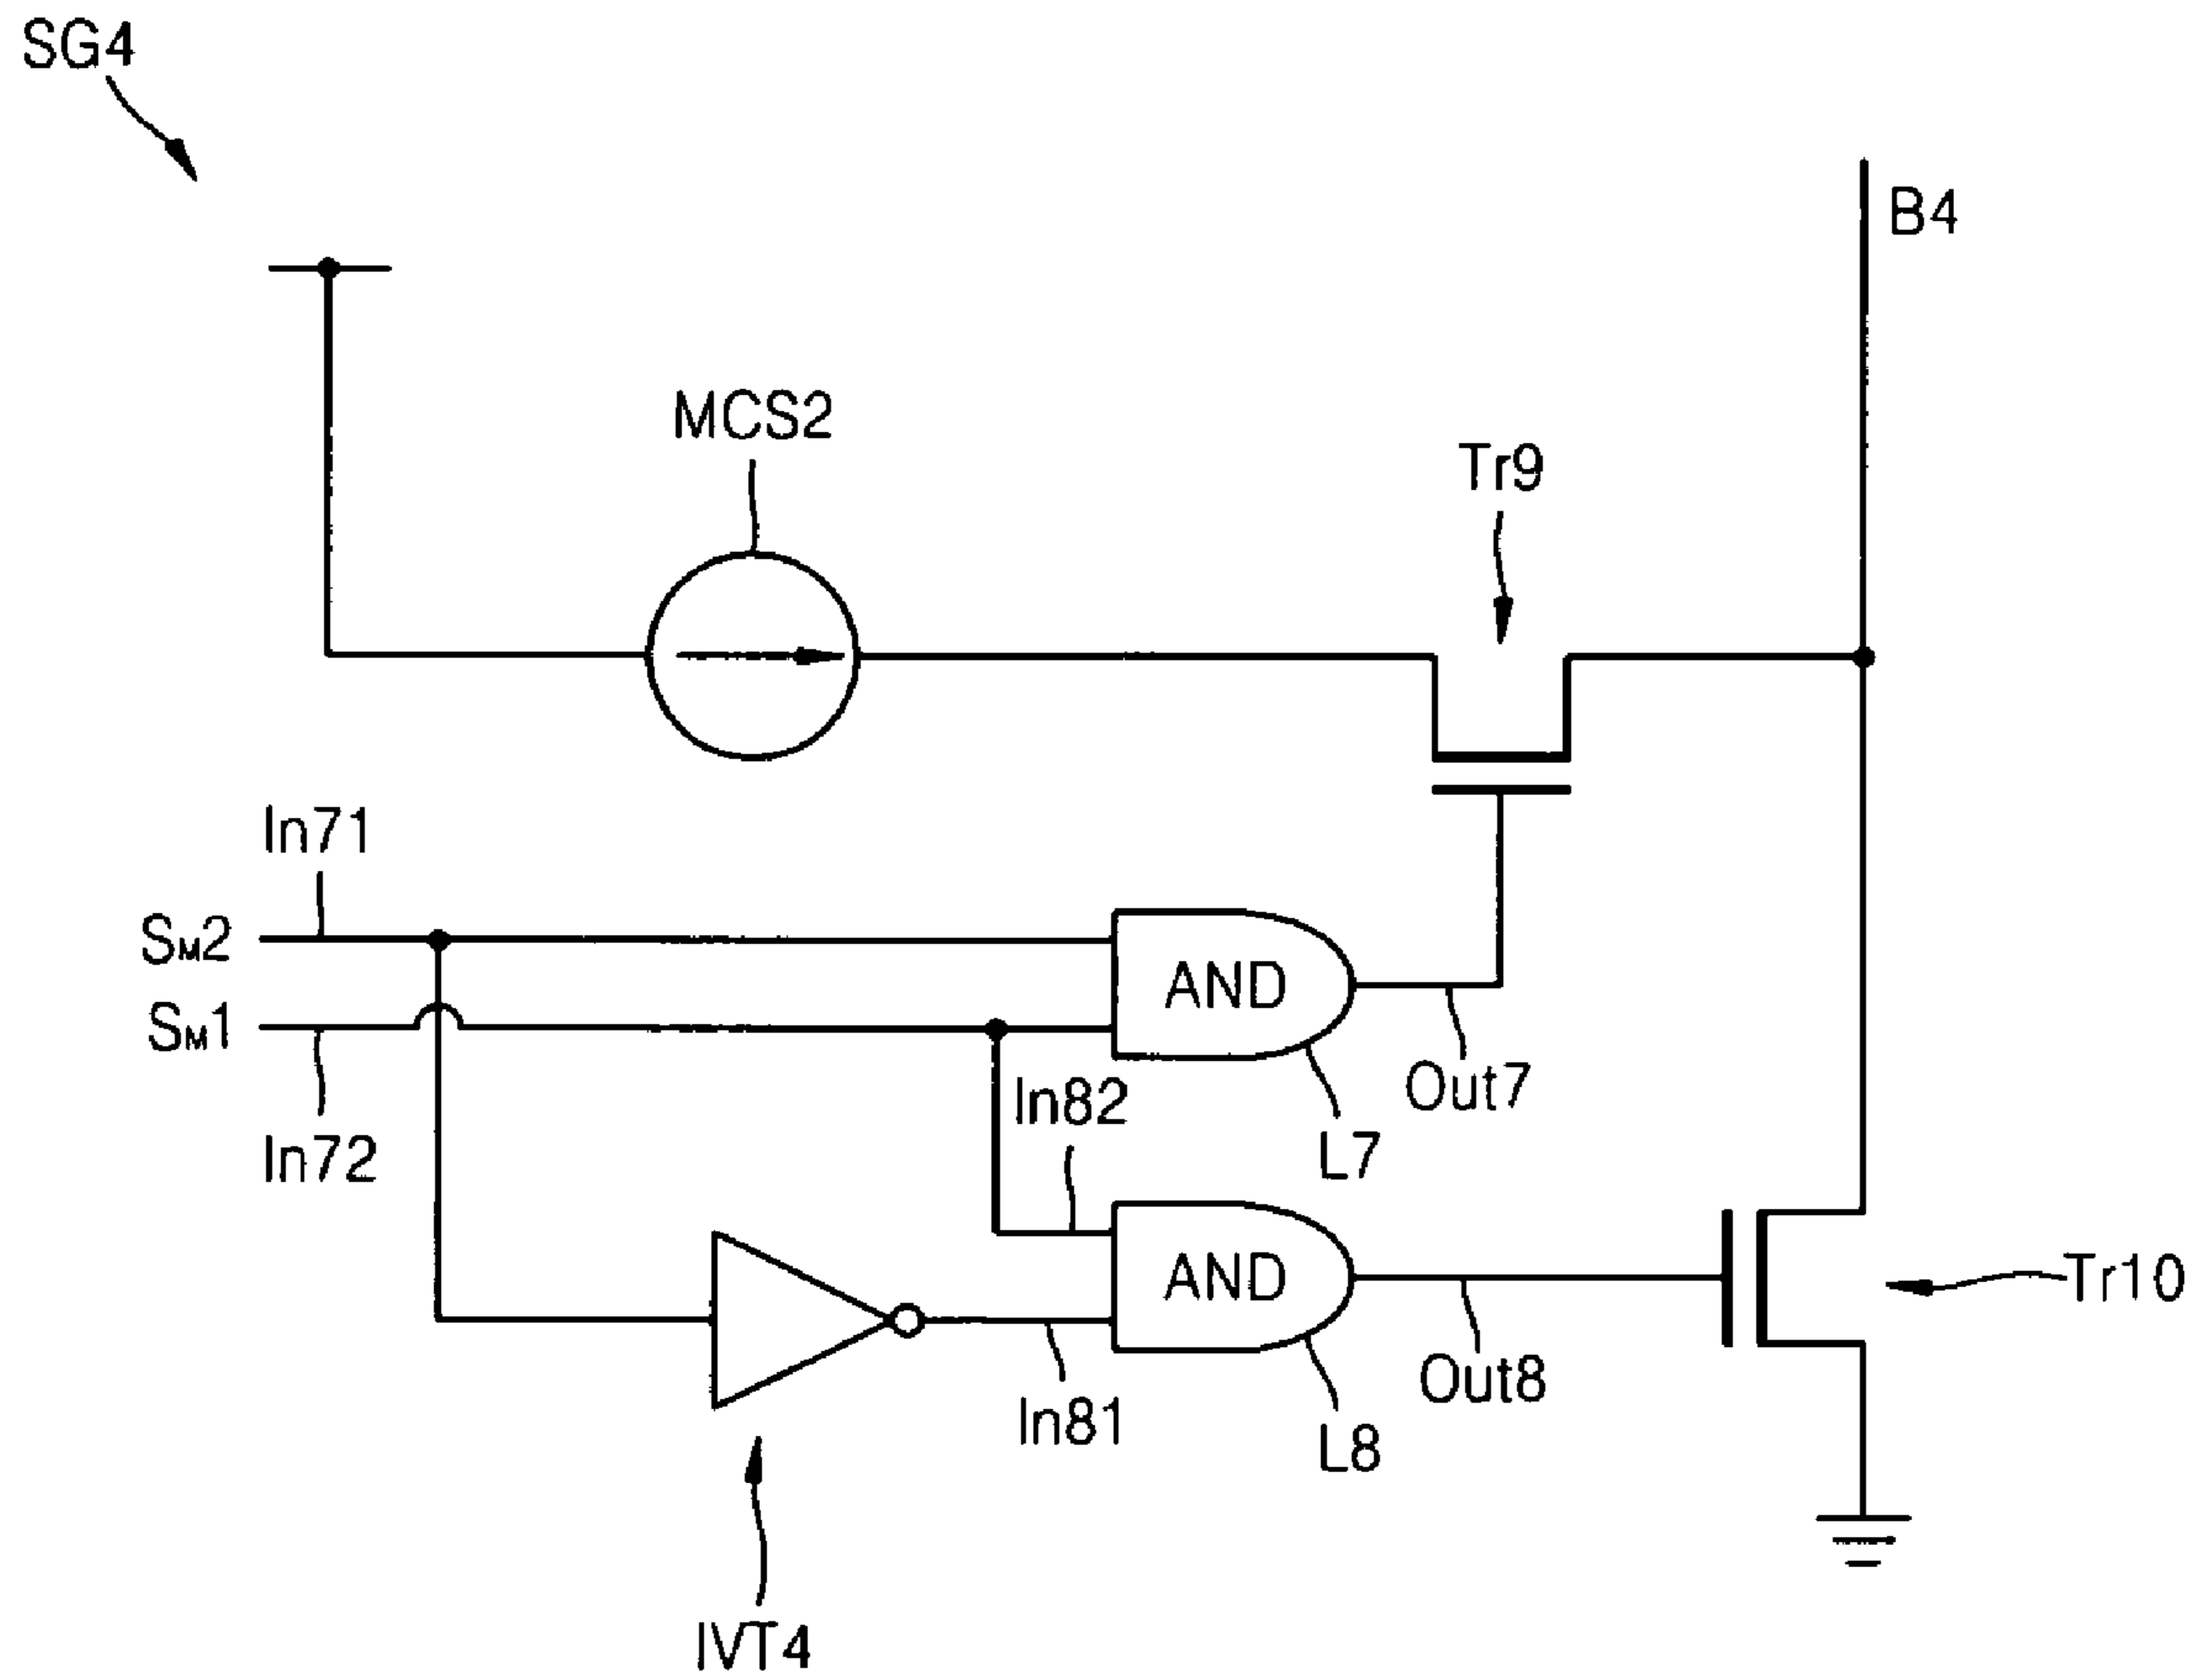 SG4
B4
MCS2
Tr9
In71
SM2
AND
SM1
Out7
In82
In72
L7
AND
Tr10
Out8
In81
L8
IVT4